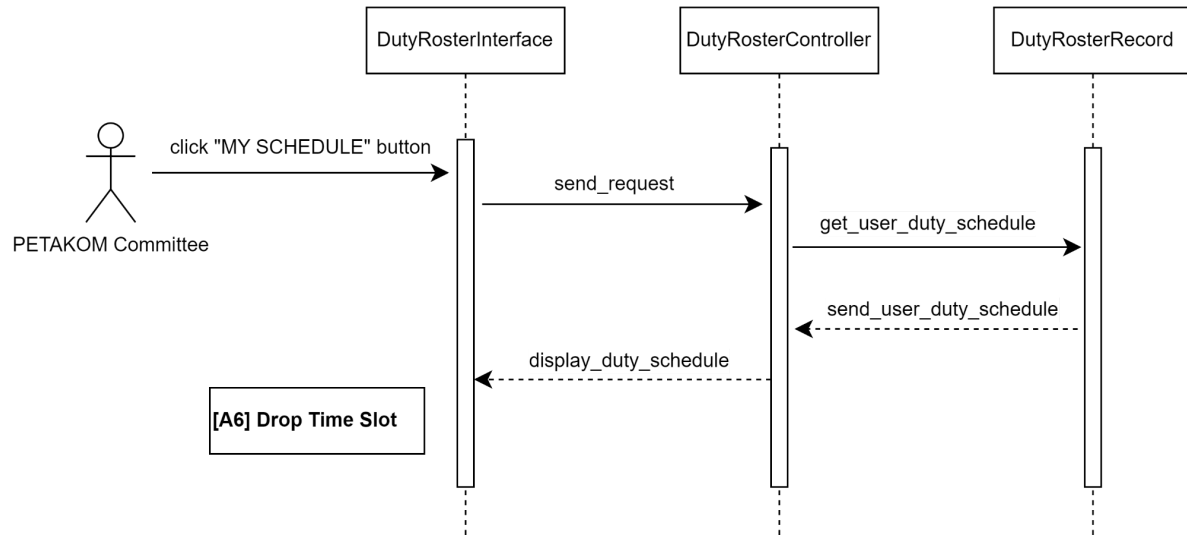 DutyRosterInterface
DutyRosterController
DutyRosterRecord
click "MY SCHEDULE" button
send_request
get_user_duty_schedule
PETAKOM Committee
send_user_duty_schedule
display_duty_schedule
[A6] Drop Time Slot